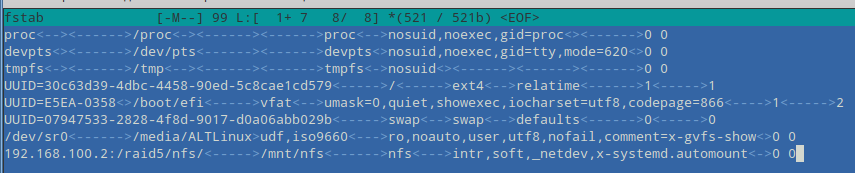 fstab [-M--] 99 L:[ 1+ 7 8/ 8] *(521 / 521b) <EOF>
proc<--><------>/proc<--><------><------>proc<-->nosuid,noexec,gid=proc<><------><------>0 0
devpts<><------>/dev/pts<------><------>devpts<>nosuid,noexec,gid=tty,mode=620<><------>0 0
tmpfs<-><------>/tmp<---><------><------>tmpfs<->nosuid<><------><------><------><------>0 0
UUID=30c63d39-4dbc-4458-90ed-5c8cae1cd579<------>/<----->ext4<-->relatime<------>1<----->1
UUID=E5EA-0358<>/boot/efi<----->vfat<-->umask=0,quiet,showexec,iocharset=utf8,codepage=866<---->1<----->2
UUID=07947533-2828-4f8d-9017-d0a06abb029b<----->swap<-->swap<-->defaults<------>0<----->0
/dev/sr0<------>/media/ALTLinux>udf,iso9660<--->ro,noauto,user,utf8,nofail,comment=x-gvfs-show<>0 0
192.168.100.2:/raid5/nfs/<----->/mnt/nfs<------>nfs<--->intr,soft,_netdev,x-systemd.automount<->0 0